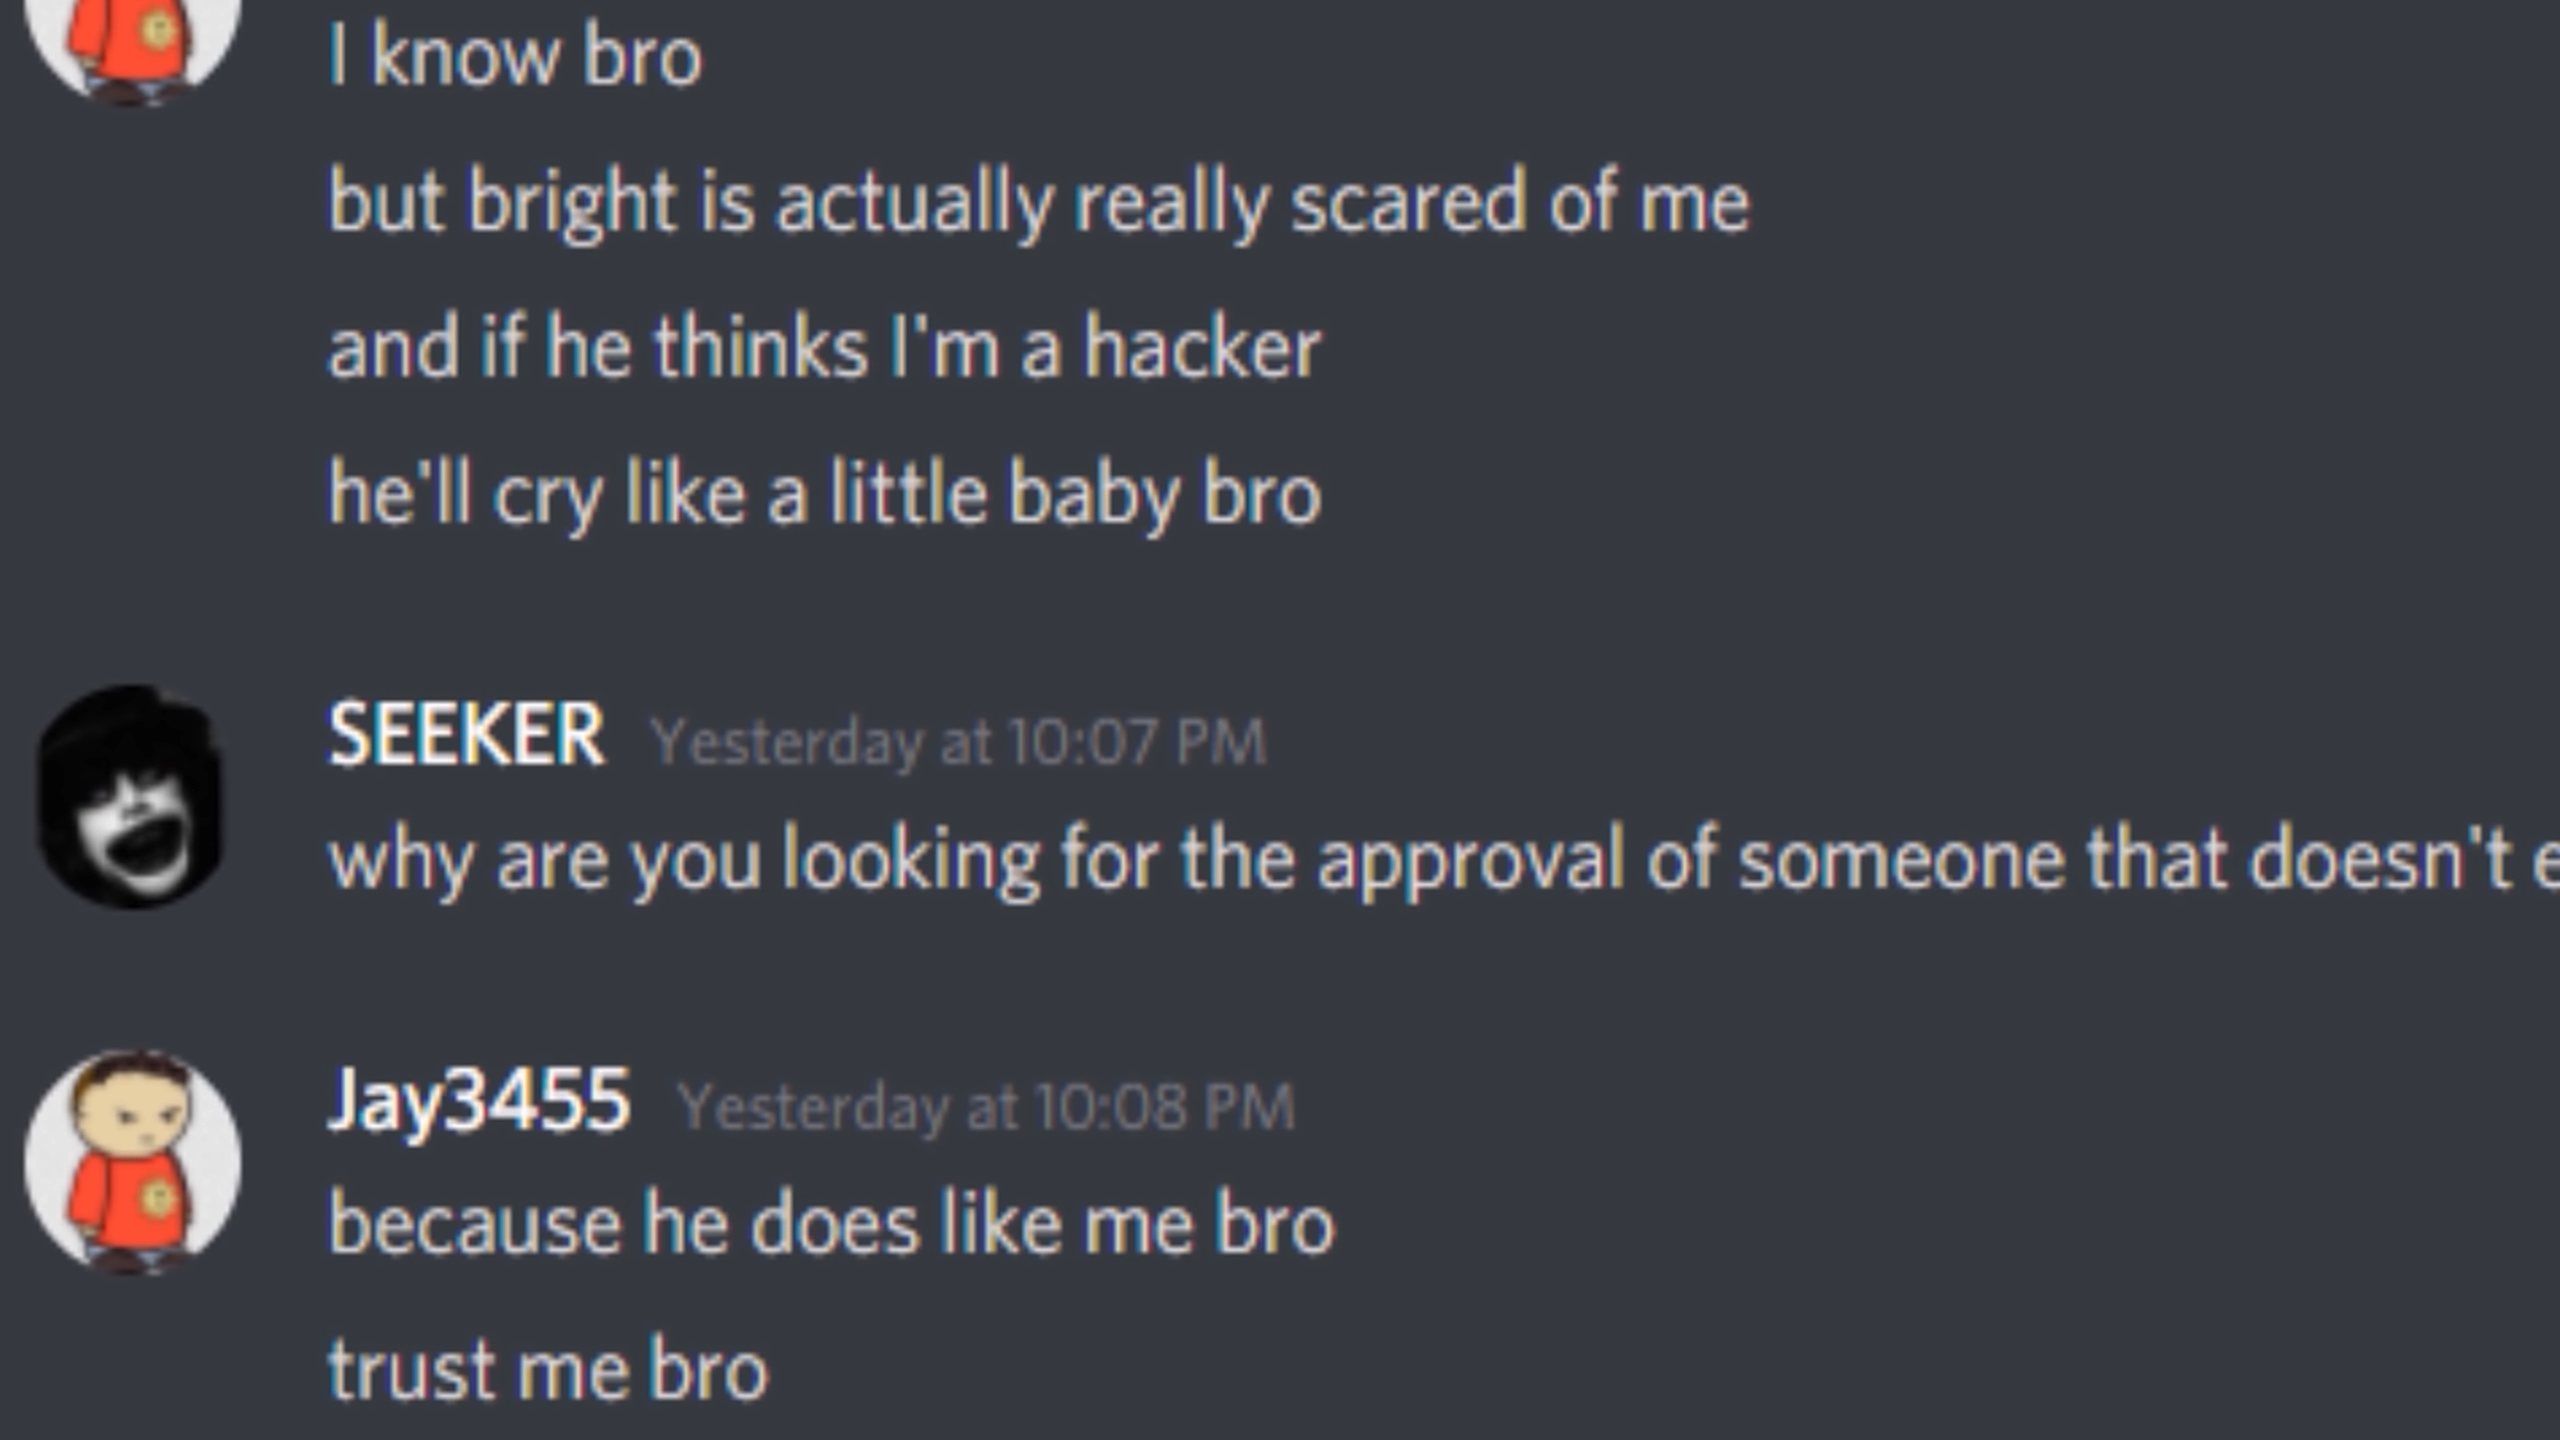 I know bro
but bright is actually really scared of me
and if he thinks I'm a hacker
he'll cry like a little baby bro
SEEKER Yesterday at 10:07 PM
why are you looking for the approval of someone that doesn't
Jay3455 Yesterday at 10:08 PM
because he does like me bro
trust me bro